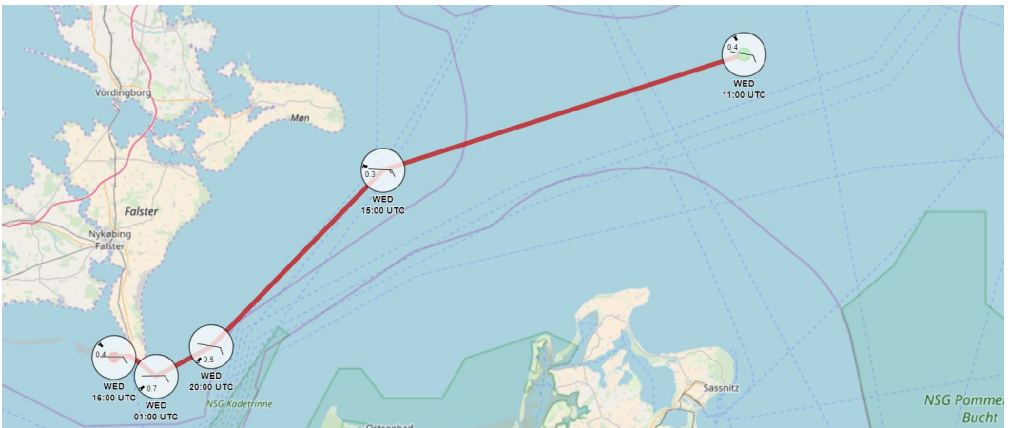 0.4
WED
11:00 UTC
Vordingborg
Møn
0.3
WED
15:00 UTC
Falster
Nykøbing
Falster
0.4
WED
16:00 UTC
0.7
WED
01:00 UTC
0.5
WED
20:00 UTC
NSG Kadetrinne
Sassnitz
NSG Pommer
Bucht
Ostseebad